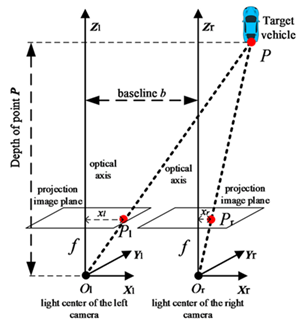 Zl
Zr
Target
vehicle
P
Depth of point P
baseline b
optical
axis
optical
axis
projection
image plane
projection
image plane
xl
xr
Pl
Pr
f
f
Yl
Yr
Ol
Xl
Or
Xr
light center of the left
camera
light center of the right
camera